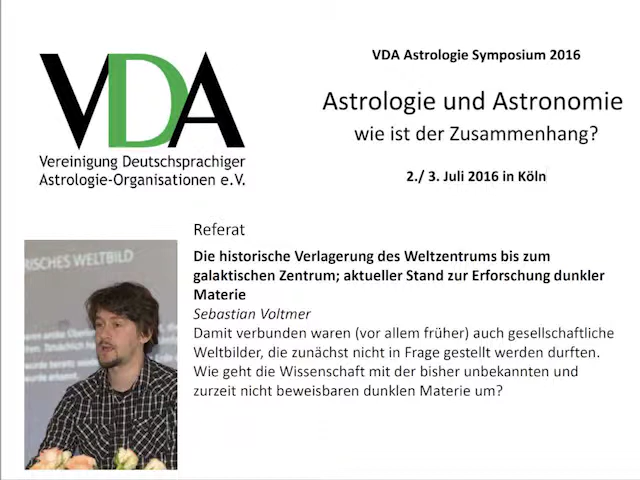 VDA
Vereinigung Deutschsprachiger
Astrologie-Organisationen e.V.
VDA Astrologie Symposium 2016
Astrologie und Astronomie
wie ist der Zusammenhang?
2./ 3. Juli 2016 in Köln
Referat
Die historische Verlagerung des Weltzentrums bis zum
galaktischen Zentrum; aktueller Stand zur Erforschung dunkler
Materie
Sebastian Voltmer
Damit verbunden waren (vor allem früher) auch gesellschaftliche
Weltbilder, die zunächst nicht in Frage gestellt werden durften.
Wie geht die Wissenschaft mit der bisher unbekannten und
zurzeit nicht beweisbaren dunklen Materie um?
RISCHES WELTBILD